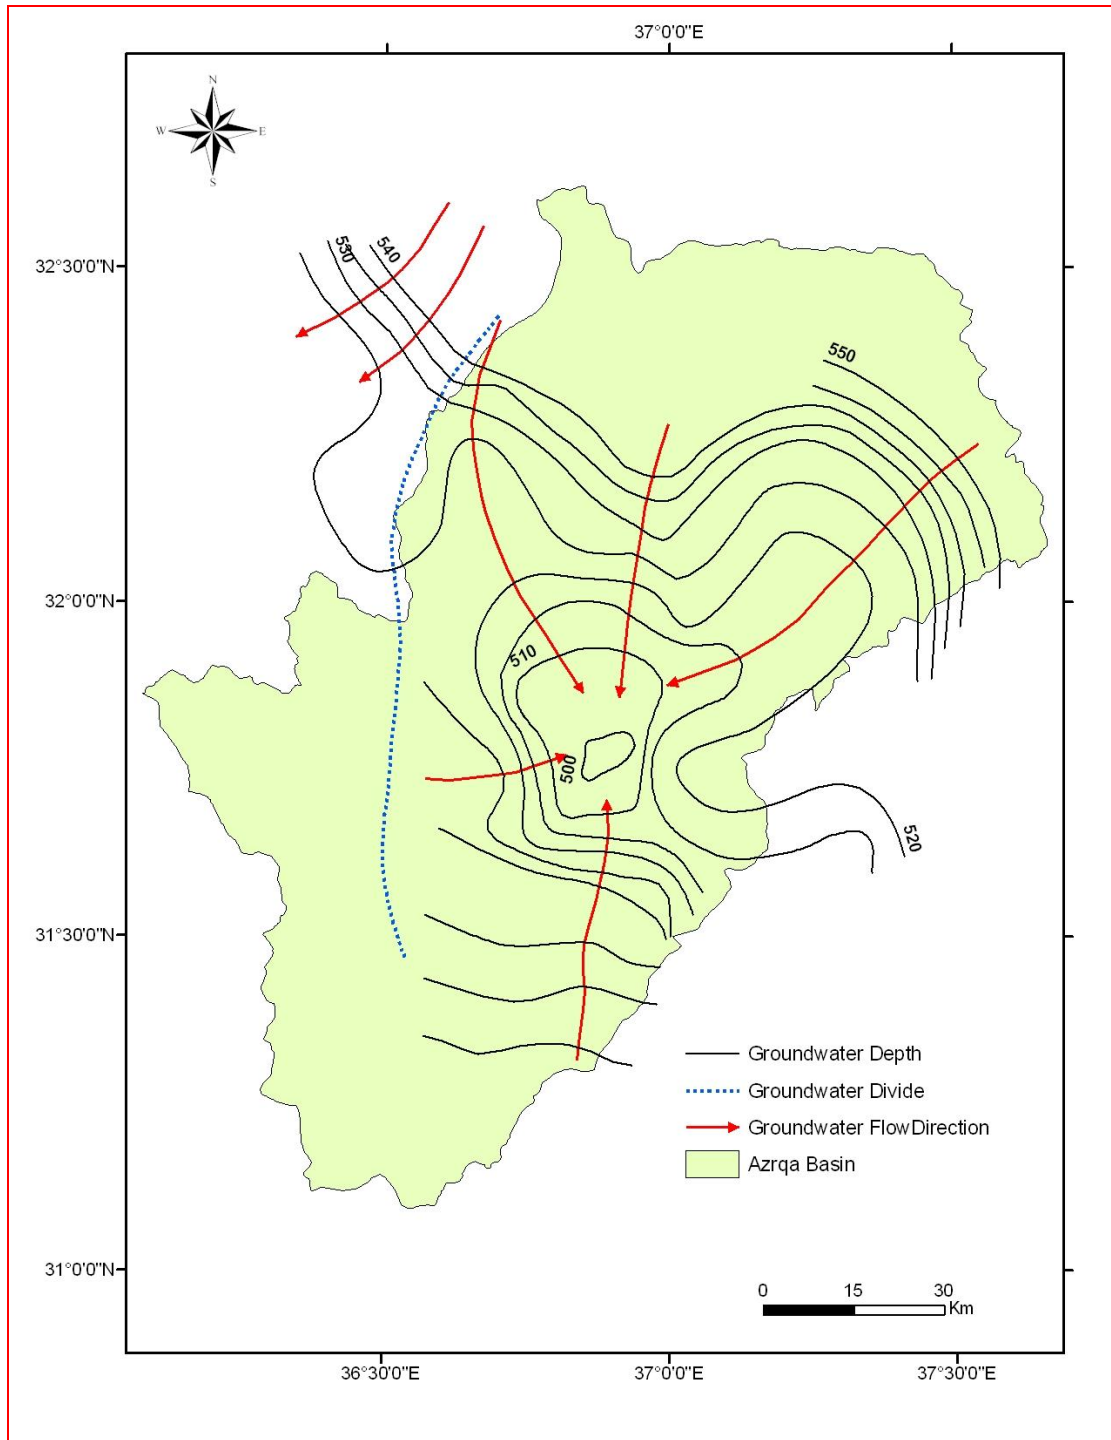 37°0'0"E
N
W
E
S
32°30'0"N
530
540
550
32°0'0"N
510
500
520
31°30'0"N
Groundwater Depth
Groundwater Divide
Groundwater FlowDirection
Azrqa Basin
31°0'0"N
0 15 30
Km
36°30'0"E
37°0'0"E
37°30'0"E